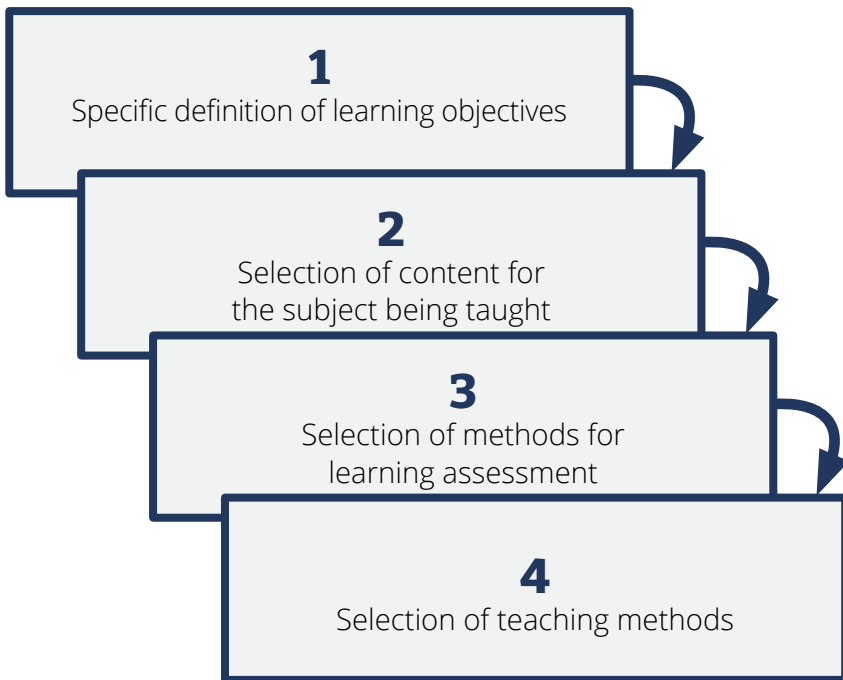 1
Specific definition of learning objectives
2
Selection of content for
the subject being taught
3
Selection of methods for
learning assessment
4
Selection of teaching methods